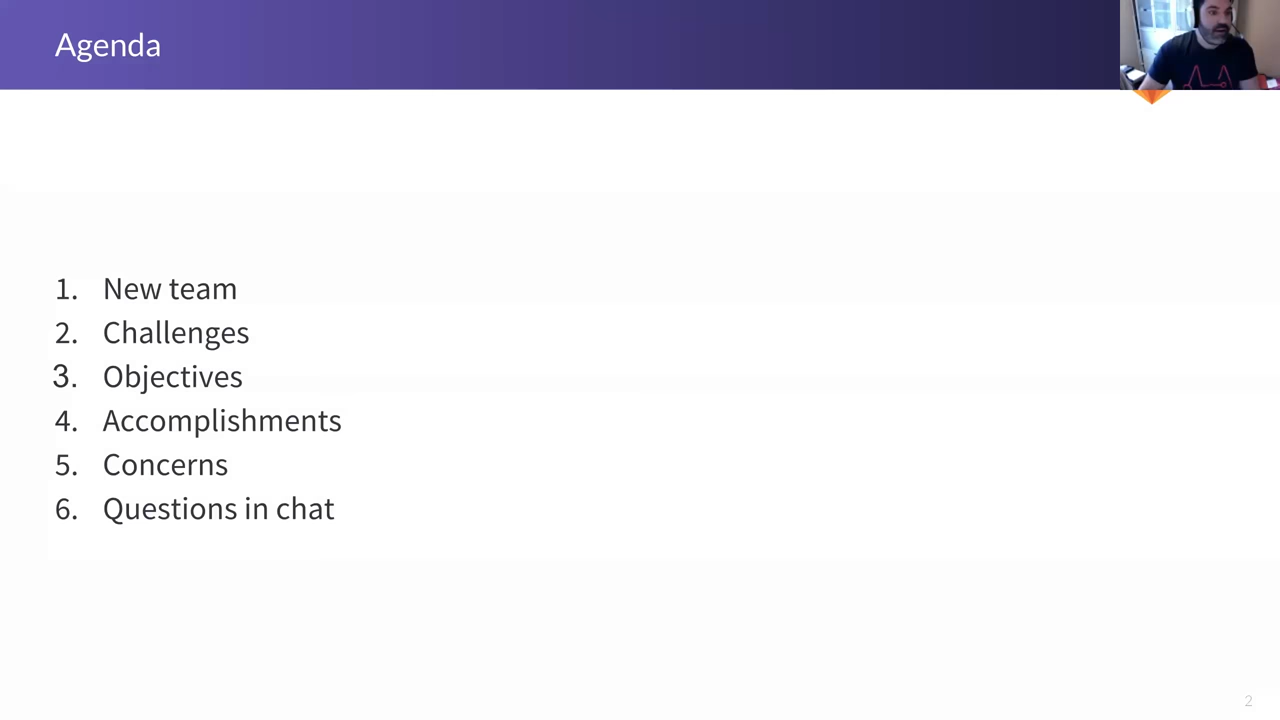 Agenda
1. New team
2. Challenges
3. Objectives
4. Accomplishments
5. Concerns
6. Questions in chat
2